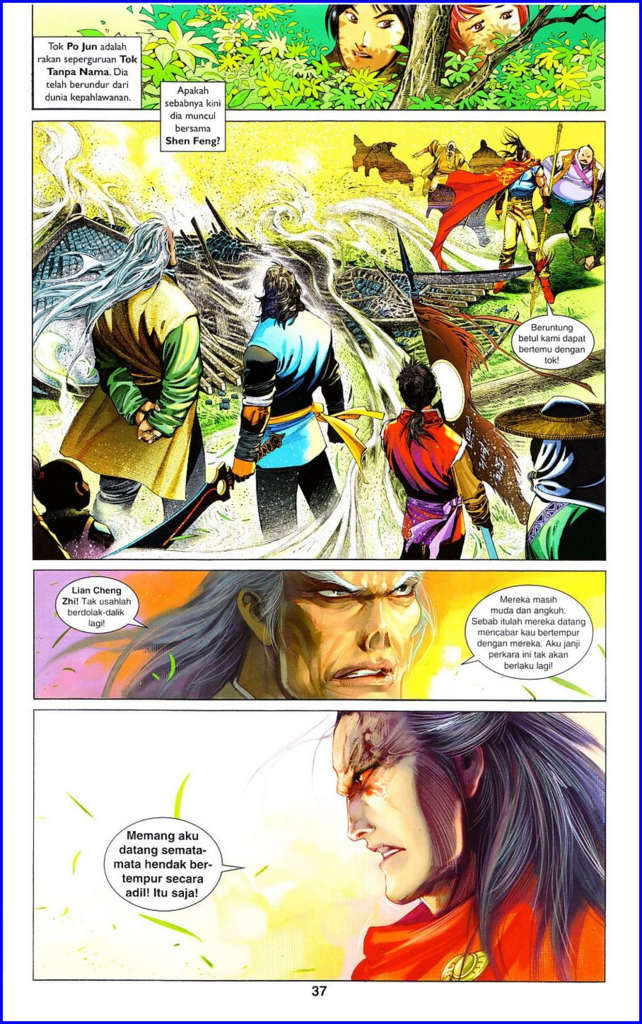 Tok Po Jun adalah
rakan seperguruan Tok
Tanpa Nama. Dia
telah berundur dari
dunia kepahlawanan.
Apakah
sebabnya kini
dia muncul
bersama
Shen Feng?
Beruntung
betul kami dapat
bertemu dengan
tok!
Lian Cheng
Zhi! Tak usahlah
berdolak-dalik
lagi!
Mereka masih
muda dan angkuh.
Sebab itulah mereka datang
mencabar kau bertempur
dengan mereka. Aku janji
perkara ini tak akan
berlaku lagi!
Memang aku
datang semata-
mata hendak ber-
tempur secara
adil! Itu saja!
37